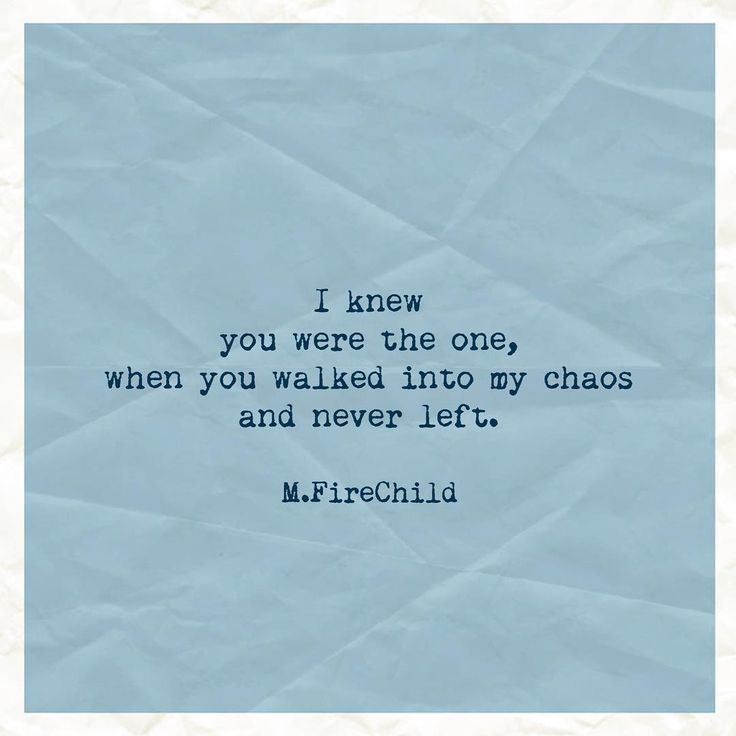 I knew
you were the one,
when you walked into my chaos
and never left.
M.FireChild